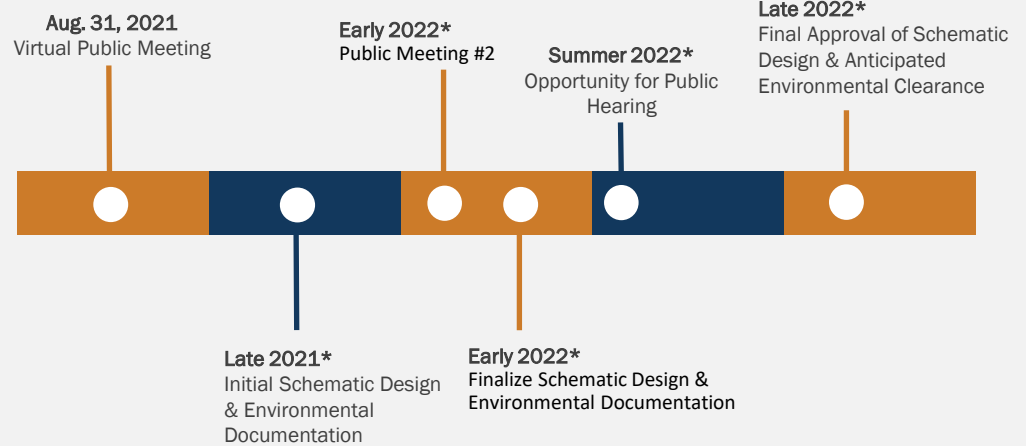 Aug. 31, 2021
Virtual Public Meeting
Late 2021*
Initial Schematic Design
& Environmental
Documentation
Early 2022*
Public Meeting #2
Early 2022*
Finalize Schematic Design &
Environmental Documentation
Summer 2022*
Opportunity for Public
Hearing
Late 2022*
Final Approval of Schematic
Design & Anticipated
Environmental Clearance